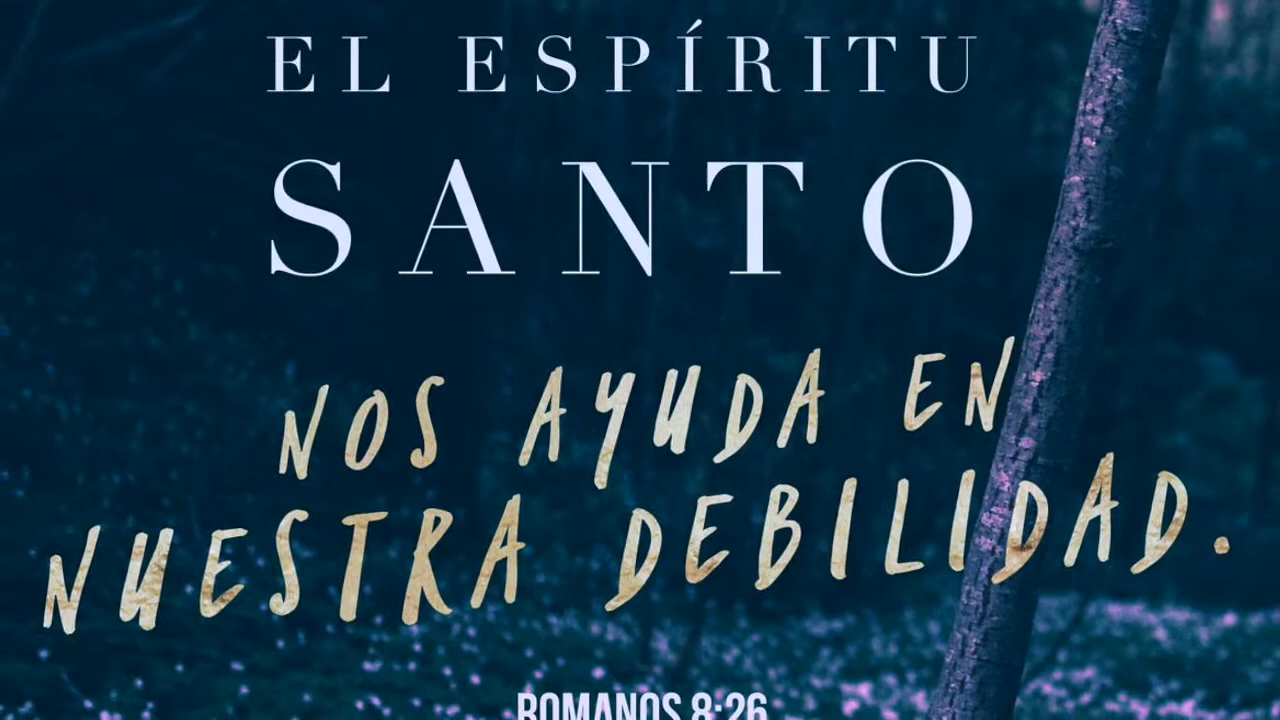 EL ESPÍRITU
SANTO
NOS AYUDA EN
NUESTRA DEBILIDAD.
ROMANOS 8:26